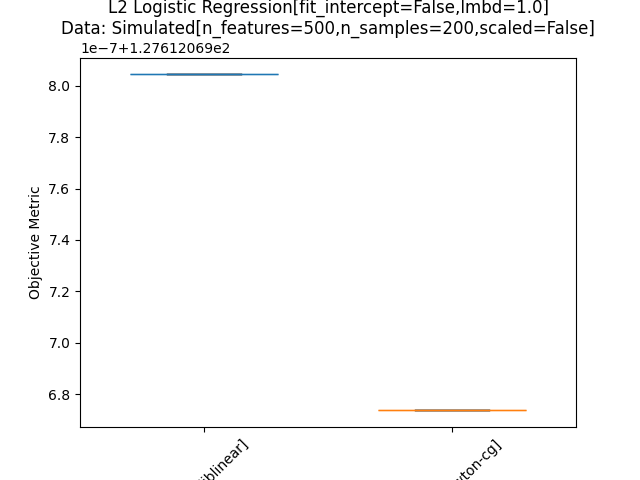 L2 Logistic Regression[fit_intercept=False,lmbd=1.0]
Data: Simulated[n_features=500,n_samples=200,scaled=False]
1e−7+1.27612069e2
8.0
7.8
7.6
7.4
7.2
7.0
6.8
Objective Metric
iblinear]
ton-cg]